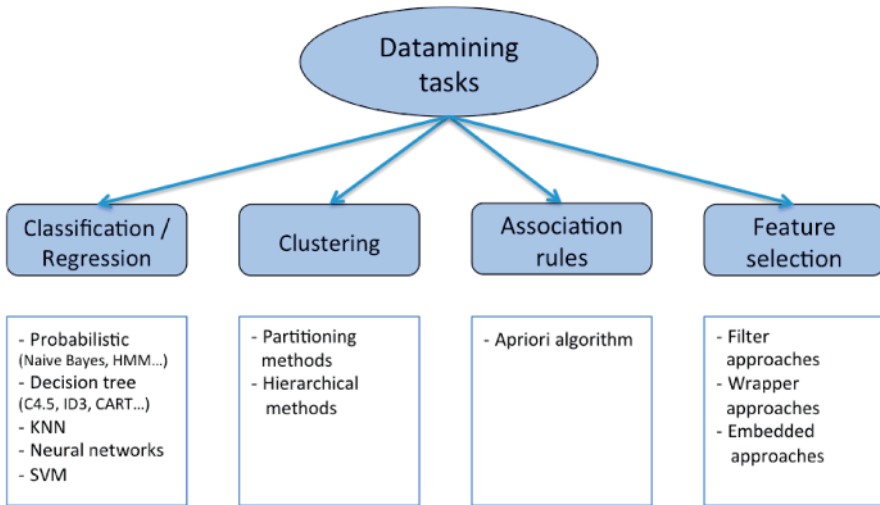 Datamining
tasks
Classification /
Regression
Clustering
Association
rules
Feature
selection
- Probabilistic
(Naive Bayes, HMM...)
- Decision tree
(C4.5, ID3, CART...)
- KNN
- Neural networks
- SVM
- Partitioning
methods
- Hierarchical
methods
- Apriori algorithm
- Filter
approaches
- Wrapper
approaches
- Embedded
approaches